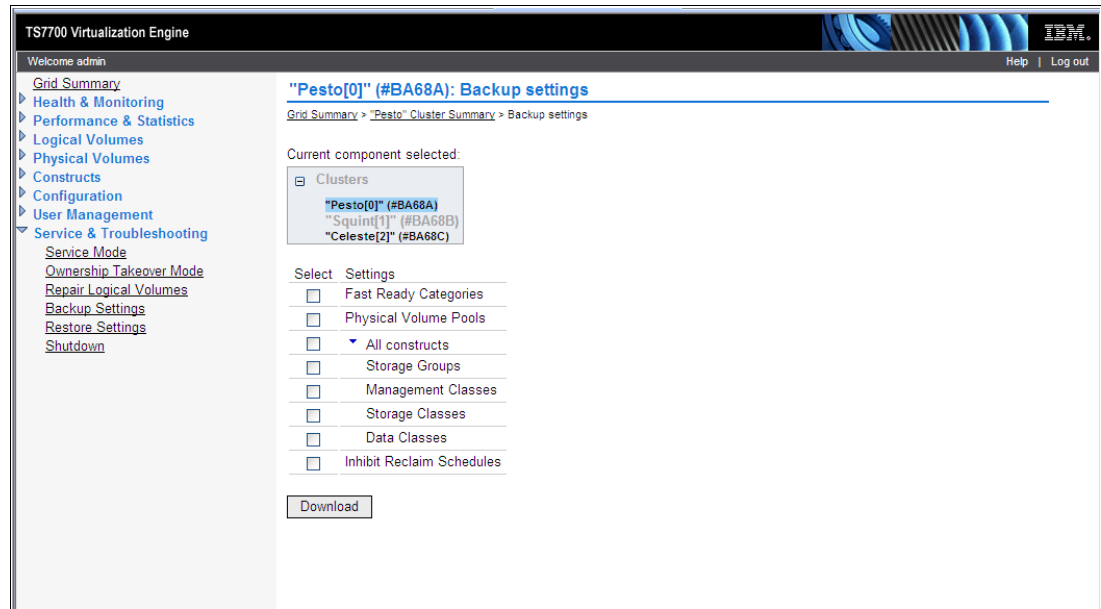 TS7700 Virtualization Engine
IBM.
Welcome admin
Help | Log out
Grid Summary
Health & Monitoring
Performance & Statistics
Logical Volumes
Physical Volumes
Constructs
Configuration
User Management
Service & Troubleshooting
Service Mode
Ownership Takeover Mode
Repair Logical Volumes
Backup Settings
Restore Settings
Shutdown
"Pesto[0]" (#BA68A): Backup settings
Grid Summary > "Pesto" Cluster Summary > Backup settings
Current component selected:
Clusters
"Pesto[0]" (#BA68A)
"Squint[1]" (#BA68B)
"Celeste[2]" (#BA68C)
Select Settings
Fast Ready Categories
Physical Volume Pools
All constructs
Storage Groups
Management Classes
Storage Classes
Data Classes
Inhibit Reclaim Schedules
Download